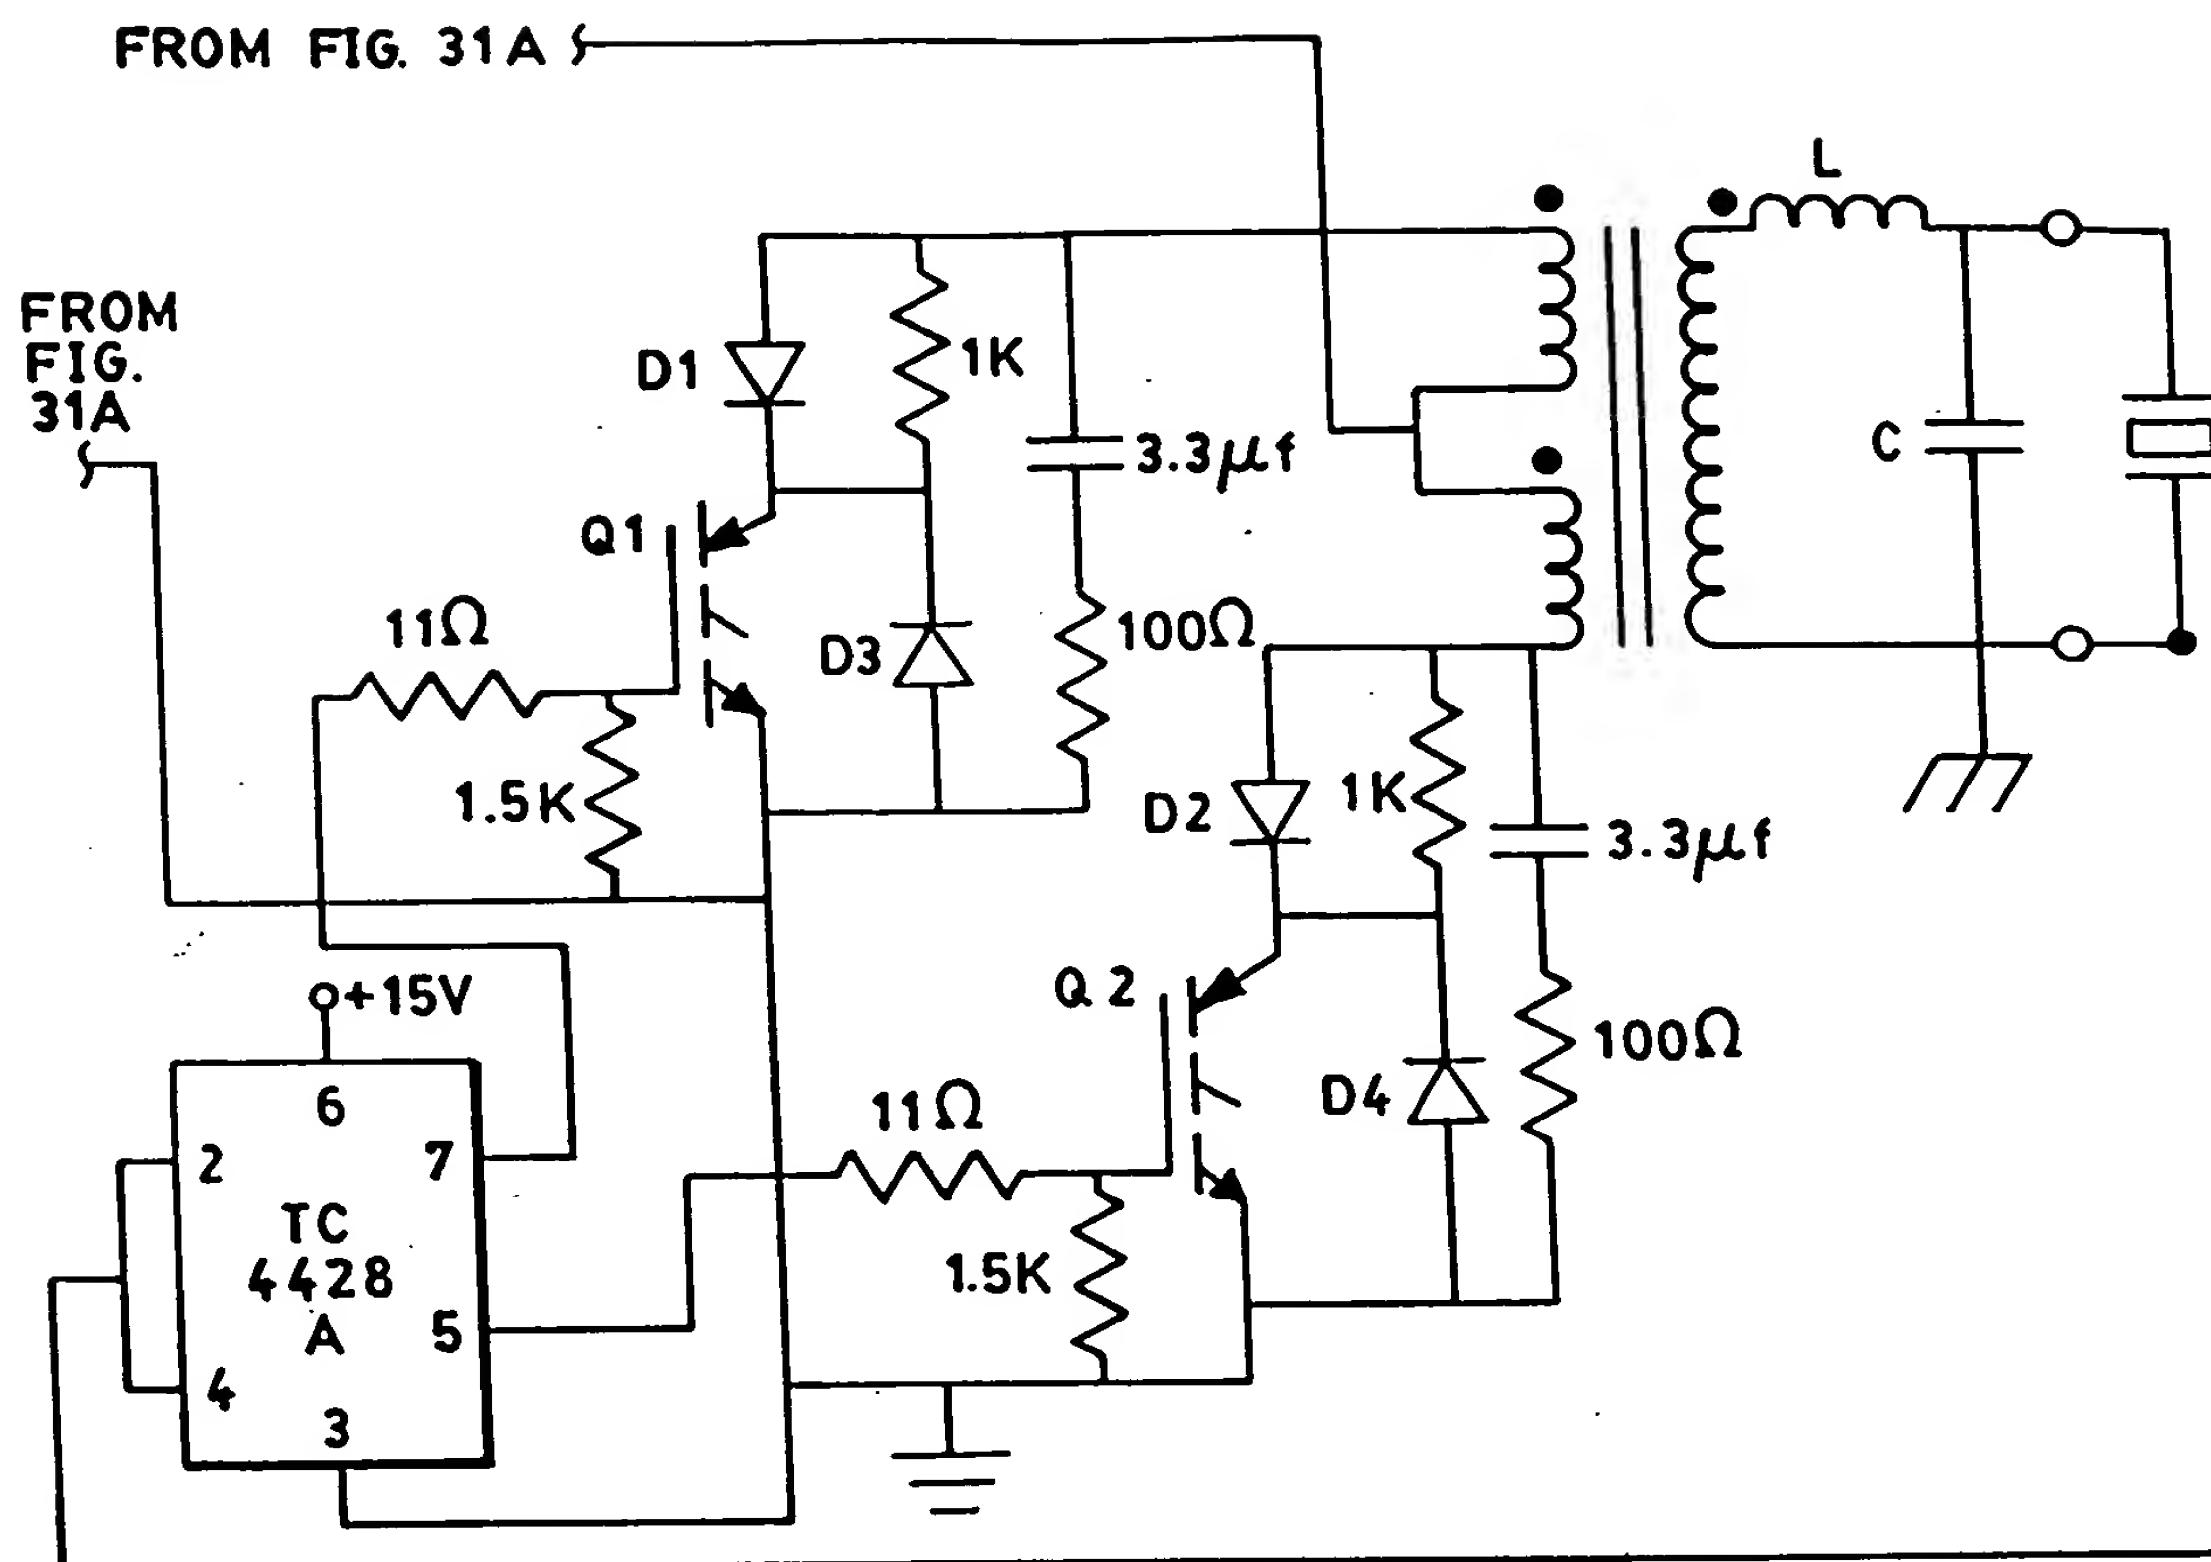 FROM FIG. 31A
L
FROM
FIG.
31A
D1
1K
3.3μf
C
Q1
11Ω
D3
100Ω
1.5K
D2
1K
3.3μf
+15V
Q2
100Ω
6
11Ω
D4
2
7
TC
4428
A
1.5K
5
4
3